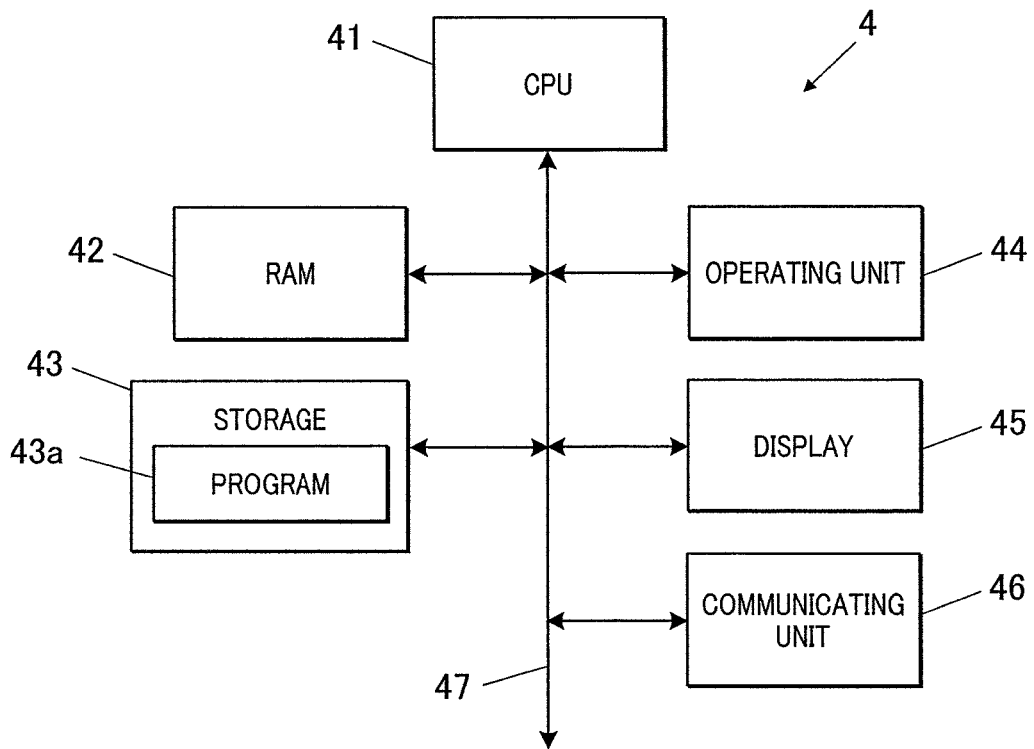 41
4
CPU
42
RAM
44
OPERATING UNIT
43
STORAGE
43a
PROGRAM
45
DISPLAY
46
COMMUNICATING
UNIT
47